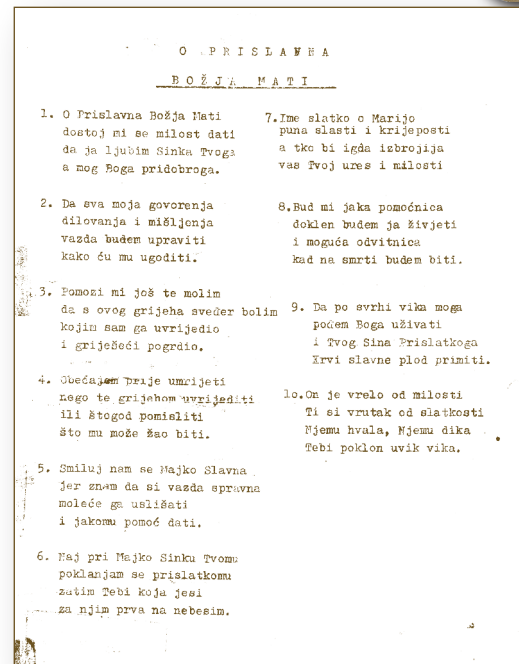 O PRISLAVNA
BOŽJA MATI
1. O Prislavna Božja Mati
dostoj mi se milost dati
da ja ljubim Sinka Tvoga
a mog Boga pridobroga.
2. Da sva moja govorenja
dilovanja i mišljenja
vazda budem upraviti
kako ću mu ugoditi.
3. Pomozi mi još te molim
da s ovog grijeha sveđer bolim
kojim sam ga uvrijedio
i griješeći pogrdio.
4. Obećajem prije umrijeti
nego te grijehom uvrijediti
ili štogod pomisliti
što mu može žao biti.
5. Smiluj nam se Majko Slavna
jer znam da si vazda spravna
moleće ga uslišati
i jakomu pomoć dati.
6. Naj pri Majko Sinku Tvomu
poklanjam se prislatkomu
zatim Tebi koja jesi
za njim prva na nebesim.
7. Ime slatko o Marijo
puna slasti i krijeposti
a tko bi igda izbrojija
vas Tvoj ures i milosti
8. Bud mi jaka pomoćnica
doklen budem ja živjeti
i moguća odvitnica
kad na smrti budem biti.
9. Da po svrhi vika moga
pođem Boga uživati
i Tvog Sina Prislatkoga
Krvi slavne plod primiti.
lo. On je vrelo od milosti
Ti si vrutak od slatkosti
Njemu hvala, Njemu dika
Tebi poklon uvik vika.